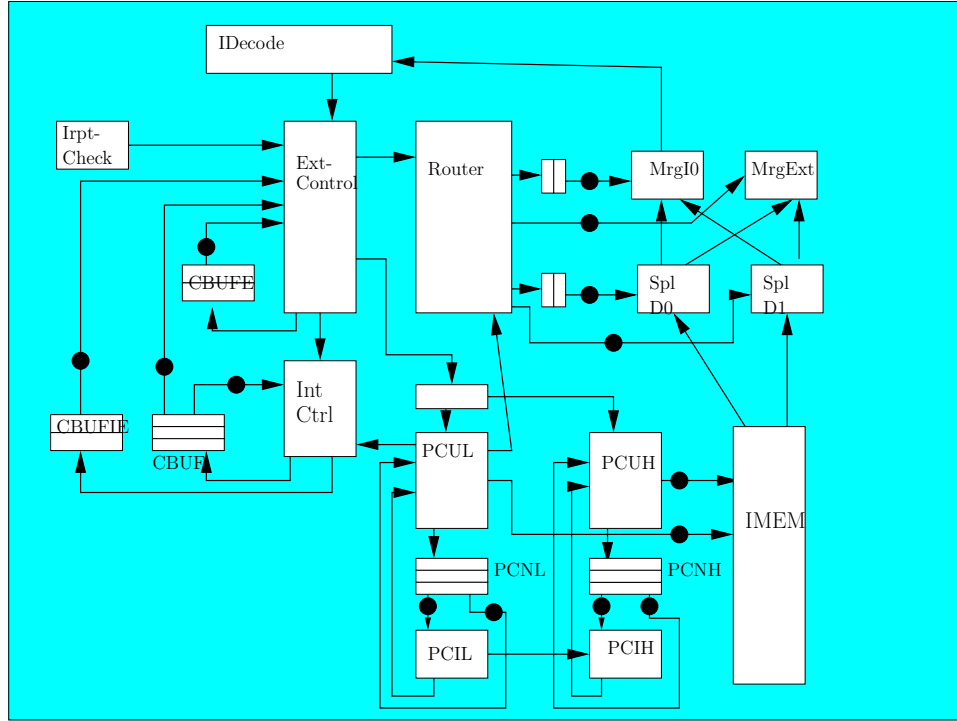 IDecode
Irpt-
Check
Ext-
Control
Router
MrgI0
MrgExt
CBUFE
Spl
D0
Spl
D1
Int
Ctrl
CBUFIE
CBUF
PCUL
PCUH
IMEM
PCNL
PCNH
PCIL
PCIH